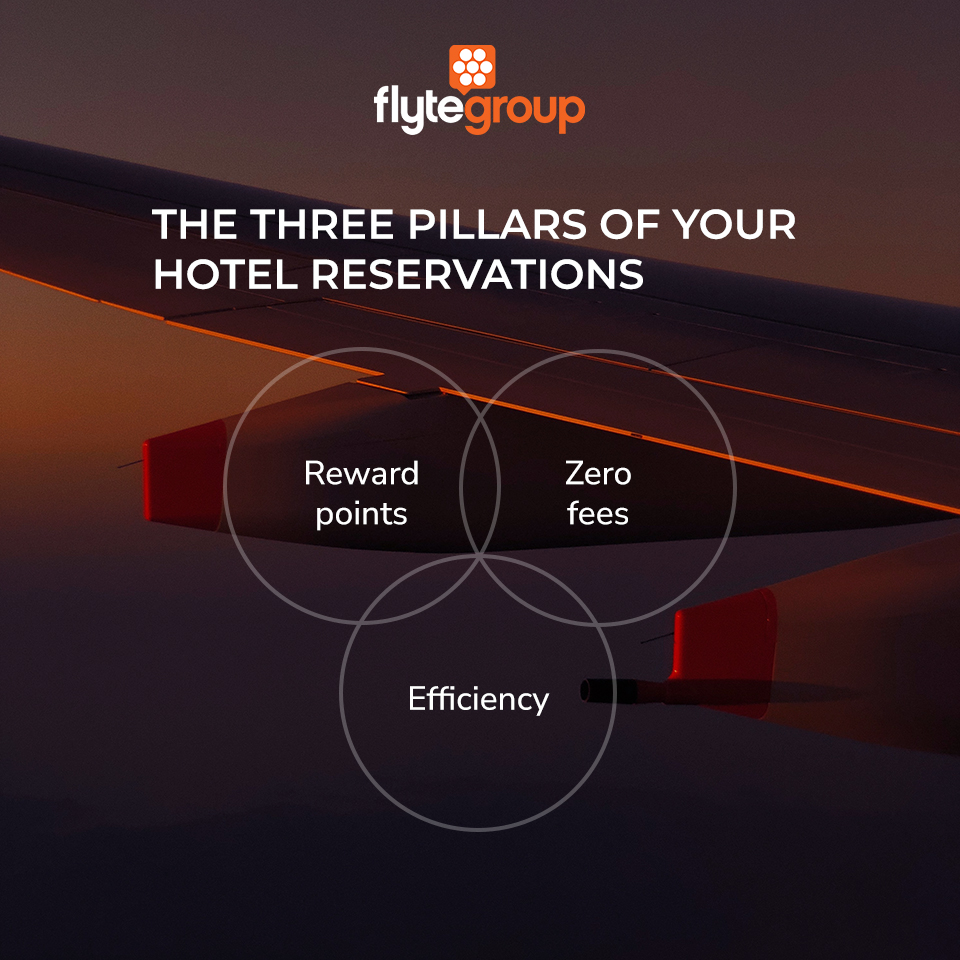 flytegroup
THE THREE PILLARS OF YOUR
HOTEL RESERVATIONS
Reward
points
Zero
fees
Efficiency